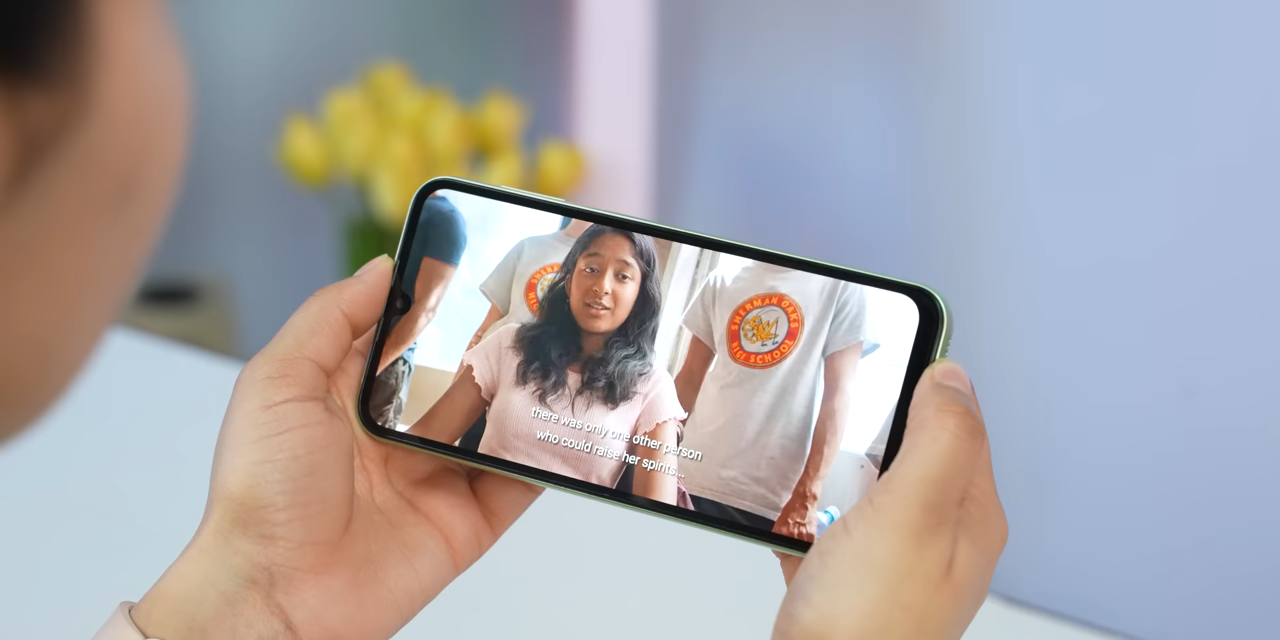 SHERMAN OAKS
HIGH SCHOOL
there was only one other person
who could raise her spirits...